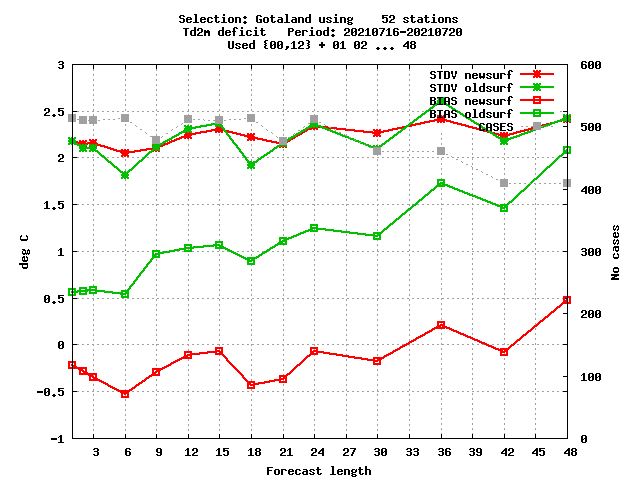 Selection: Gotaland using    52 stations
Td2m deficit   Period: 20210716-20210720
Used {00,12} + 01 02 ... 48
STDV newsurf
STDV oldsurf
BIAS newsurf
BIAS oldsurf
CASES
3
2.5
2
1.5
1
0.5
0
-0.5
-1
600
500
400
300
200
100
0
deg C
No cases
3 6 9 12 15 18 21 24 27 30 33 36 39 42 45 48
Forecast length